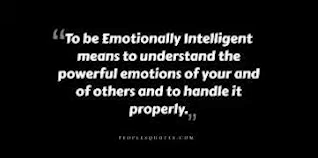 “To be Emotionally Intelligent
means to understand the
powerful emotions of your and
of others and to handle it
properly.”
PEOPLESQUOTES.COM